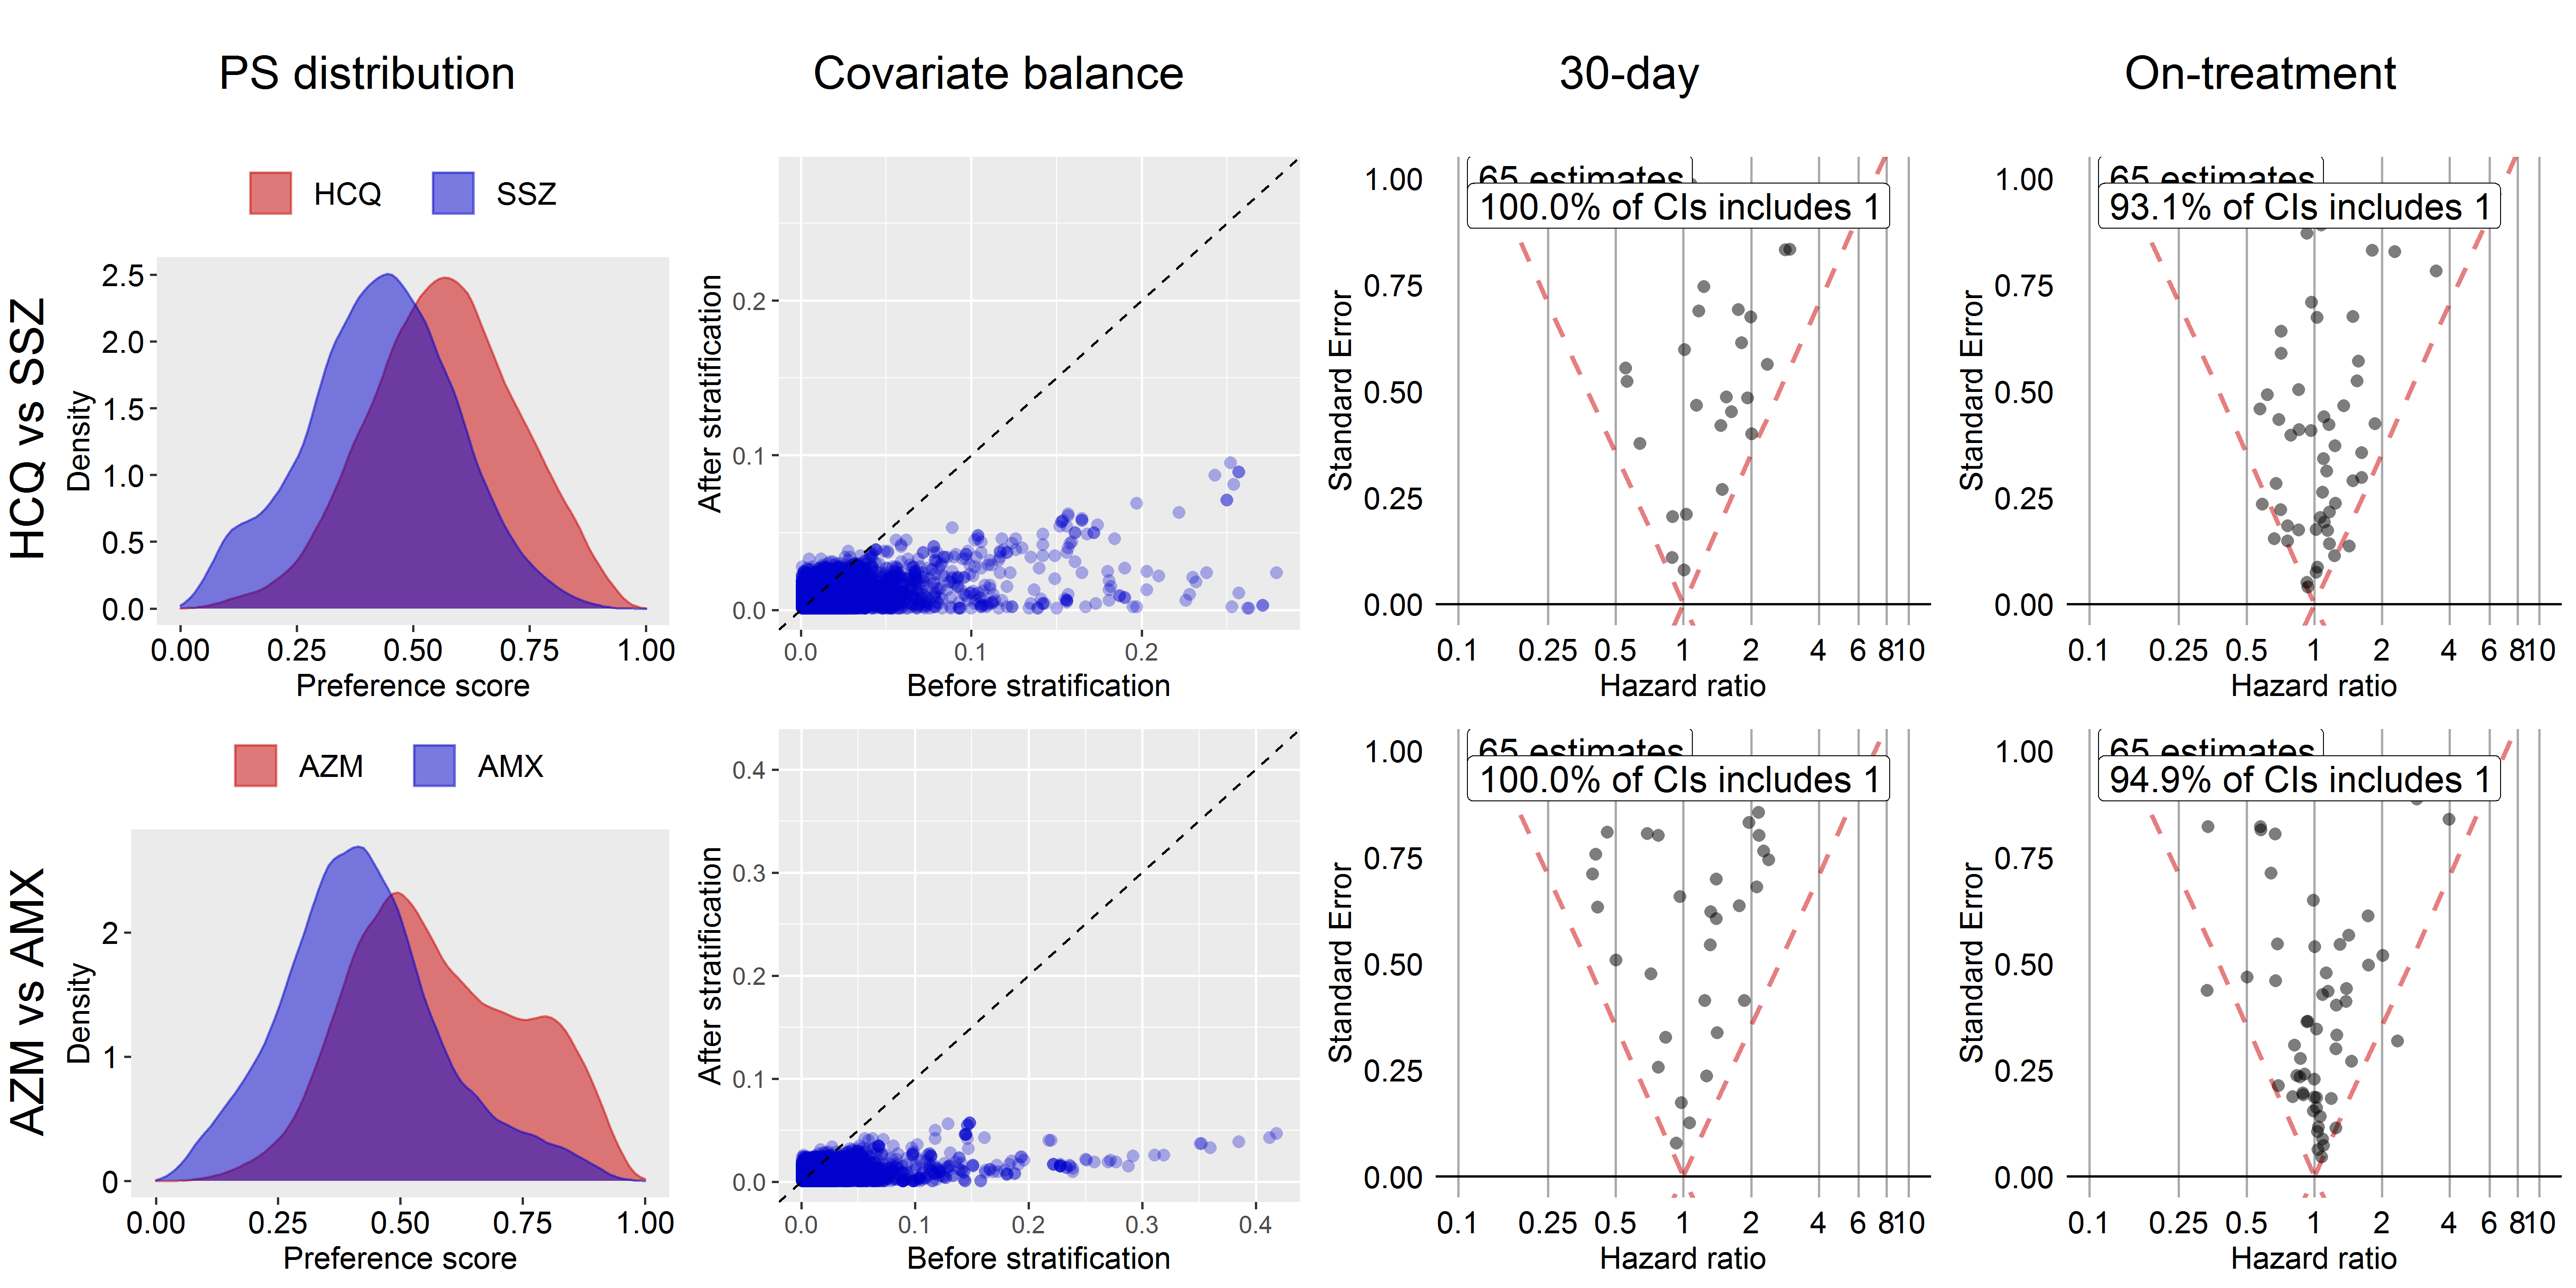 PS distribution
Covariate balance
30-day
On-treatment
HCQ vs SSZ
HCQ
SSZ
Density
2.5
2.0
1.5
1.0
0.5
0.0
0.00 0.25 0.50 0.75 1.00
Preference score
After stratification
0.2
0.1
0.0
0.0 0.1 0.2
Before stratification
Standard Error
1.00
0.75
0.50
0.25
0.00
65 estimates
100.0% of CIs includes 1
0.1 0.25 0.5 1 2 4 6 8 10
Hazard ratio
Standard Error
1.00
0.75
0.50
0.25
0.00
65 estimates
93.1% of CIs includes 1
0.1 0.25 0.5 1 2 4 6 8 10
Hazard ratio
AZM vs AMX
AZM
AMX
Density
2
1
0
0.00 0.25 0.50 0.75 1.00
Preference score
After stratification
0.4
0.3
0.2
0.1
0.0
0.0 0.1 0.2 0.3 0.4
Before stratification
Standard Error
1.00
0.75
0.50
0.25
0.00
65 estimates
100.0% of CIs includes 1
0.1 0.25 0.5 1 2 4 6 8 10
Hazard ratio
Standard Error
1.00
0.75
0.50
0.25
0.00
65 estimates
94.9% of CIs includes 1
0.1 0.25 0.5 1 2 4 6 8 10
Hazard ratio